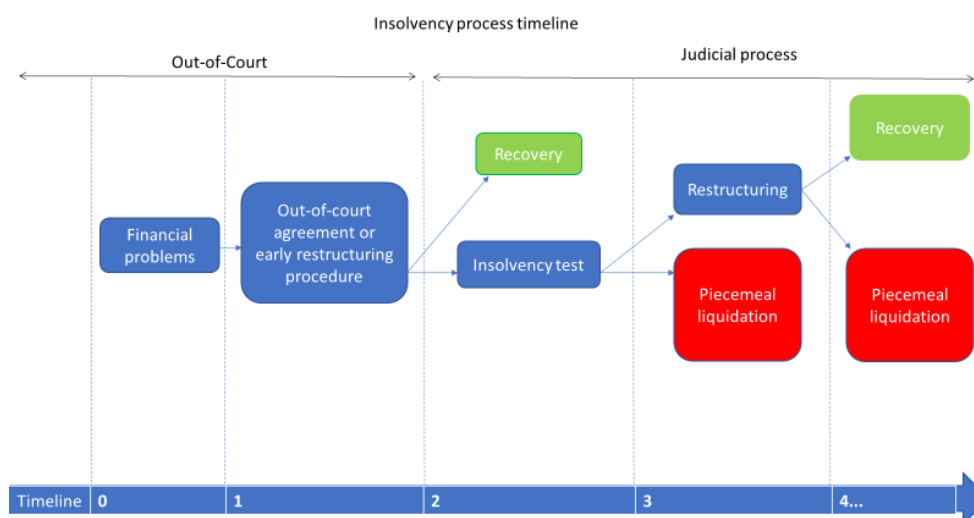 Insolvency process timeline
Out-of-Court
Judicial process
Financial
problems
Out-of-court
agreement or
early restructuring
procedure
Recovery
Insolvency test
Restructuring
Piecemeal
liquidation
Recovery
Piecemeal
liquidation
Timeline 0 1 2 3 4...